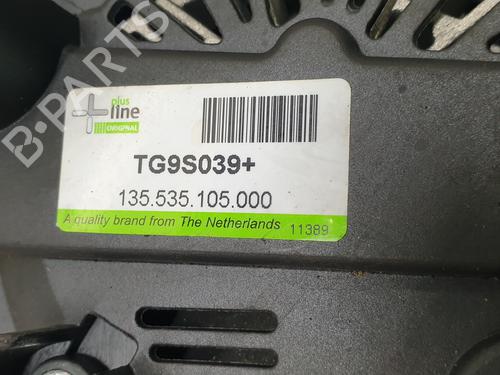 B-PARTS
plus
line
ORIGINAL
TG9S039+
135.535.105.000
A quality brand from The Netherlands 11389